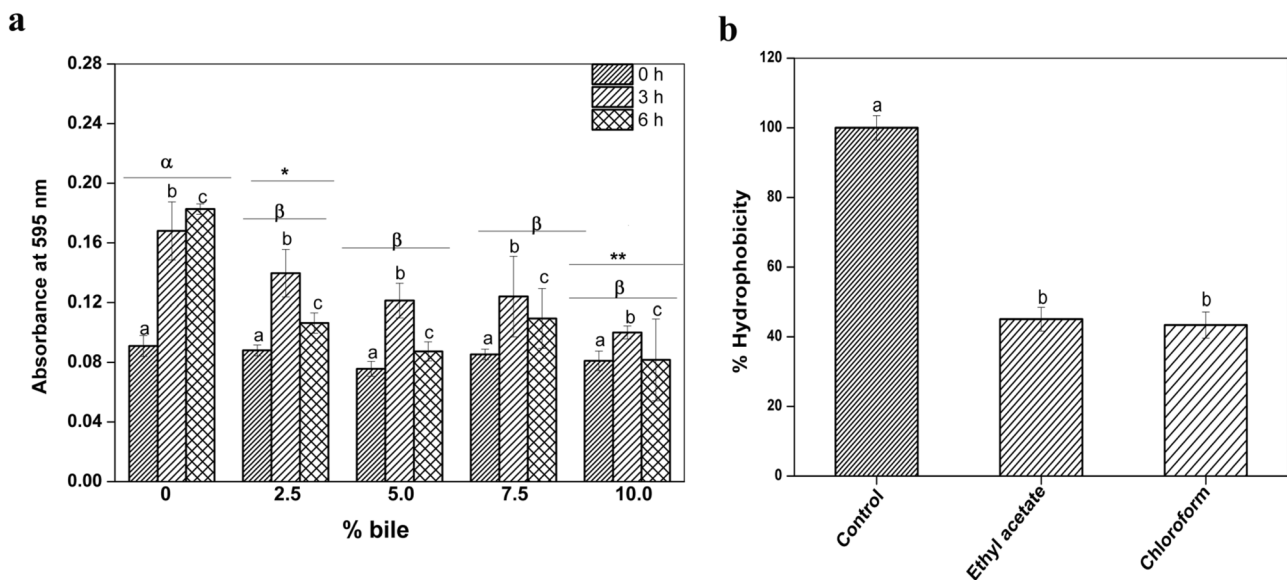 a
Absorbance at 595 nm
0.28
0.24
0.20
0.16
0.12
0.08
0.04
0.00
0 h
3 h
6 h
α
*
β
β
β
**
β
a b c
a b c
a b c
a b c
a b c
0 2.5 5.0 7.5 10.0
% bile
b
% Hydrophobicity
120
100
80
60
40
20
0
a
b
b
Control
Ethyl acetate
Chloroform